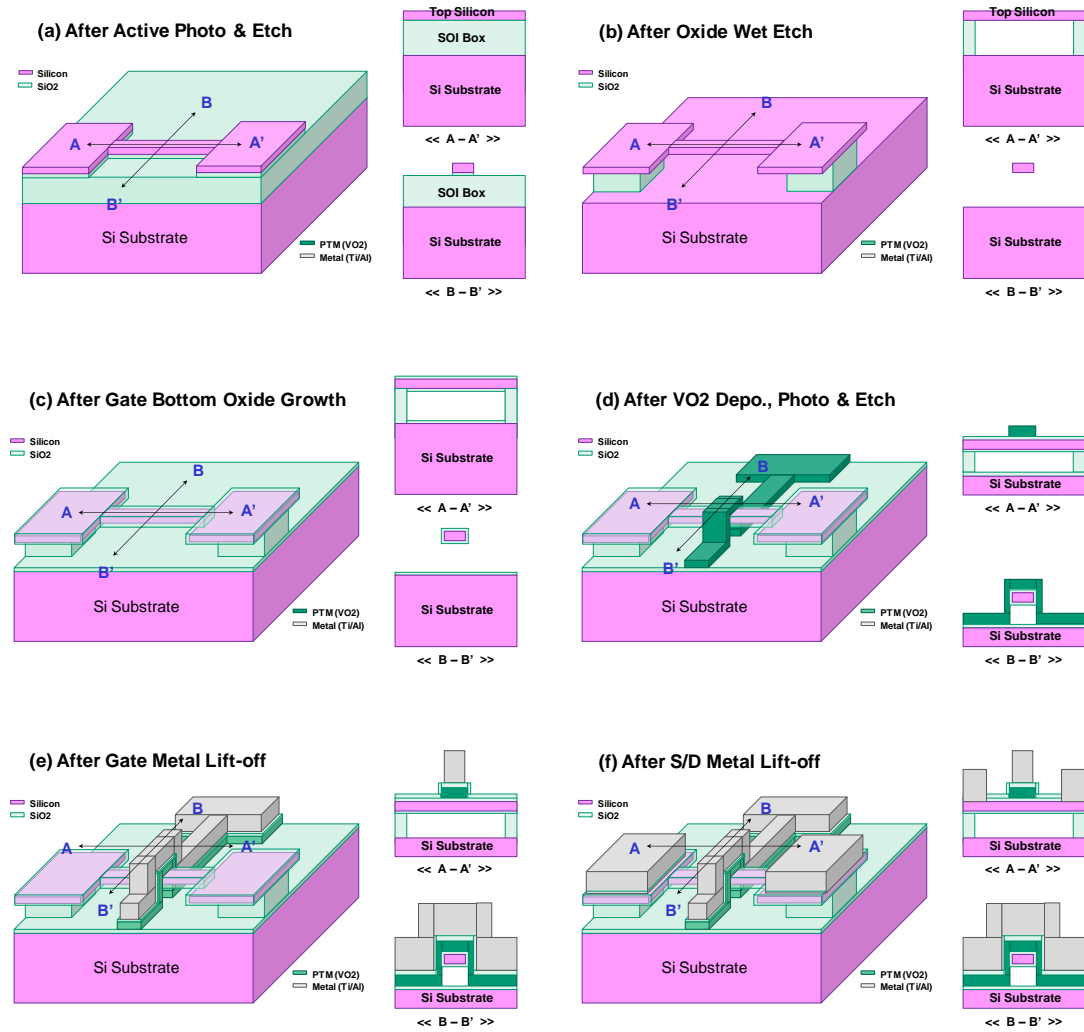 (a) After Active Photo & Etch
Silicon
SiO2
A
A'
B
B'
Si Substrate
PTM (VO2)
Metal (Ti/Al)
Top Silicon
SOI Box
Si Substrate
<< A – A' >>
SOI Box
Si Substrate
<< B – B' >>
(b) After Oxide Wet Etch
Silicon
SiO2
A
A'
B
B'
Si Substrate
PTM (VO2)
Metal (Ti/Al)
Top Silicon
Si Substrate
<< A – A' >>
Si Substrate
<< B – B' >>
(c) After Gate Bottom Oxide Growth
Silicon
SiO2
A
A'
B
B'
Si Substrate
PTM (VO2)
Metal (Ti/Al)
Si Substrate
<< A – A' >>
Si Substrate
<< B – B' >>
(d) After VO2 Depo., Photo & Etch
Silicon
SiO2
A
A'
B
B'
Si Substrate
PTM (VO2)
Metal (Ti/Al)
Si Substrate
<< A – A' >>
Si Substrate
<< B – B' >>
(e) After Gate Metal Lift-off
Silicon
SiO2
A
A'
B
B'
Si Substrate
PTM (VO2)
Metal (Ti/Al)
Si Substrate
<< A – A' >>
Si Substrate
<< B – B' >>
(f) After S/D Metal Lift-off
Silicon
SiO2
A
A'
B
B'
Si Substrate
PTM (VO2)
Metal (Ti/Al)
Si Substrate
<< A – A' >>
Si Substrate
<< B – B' >>